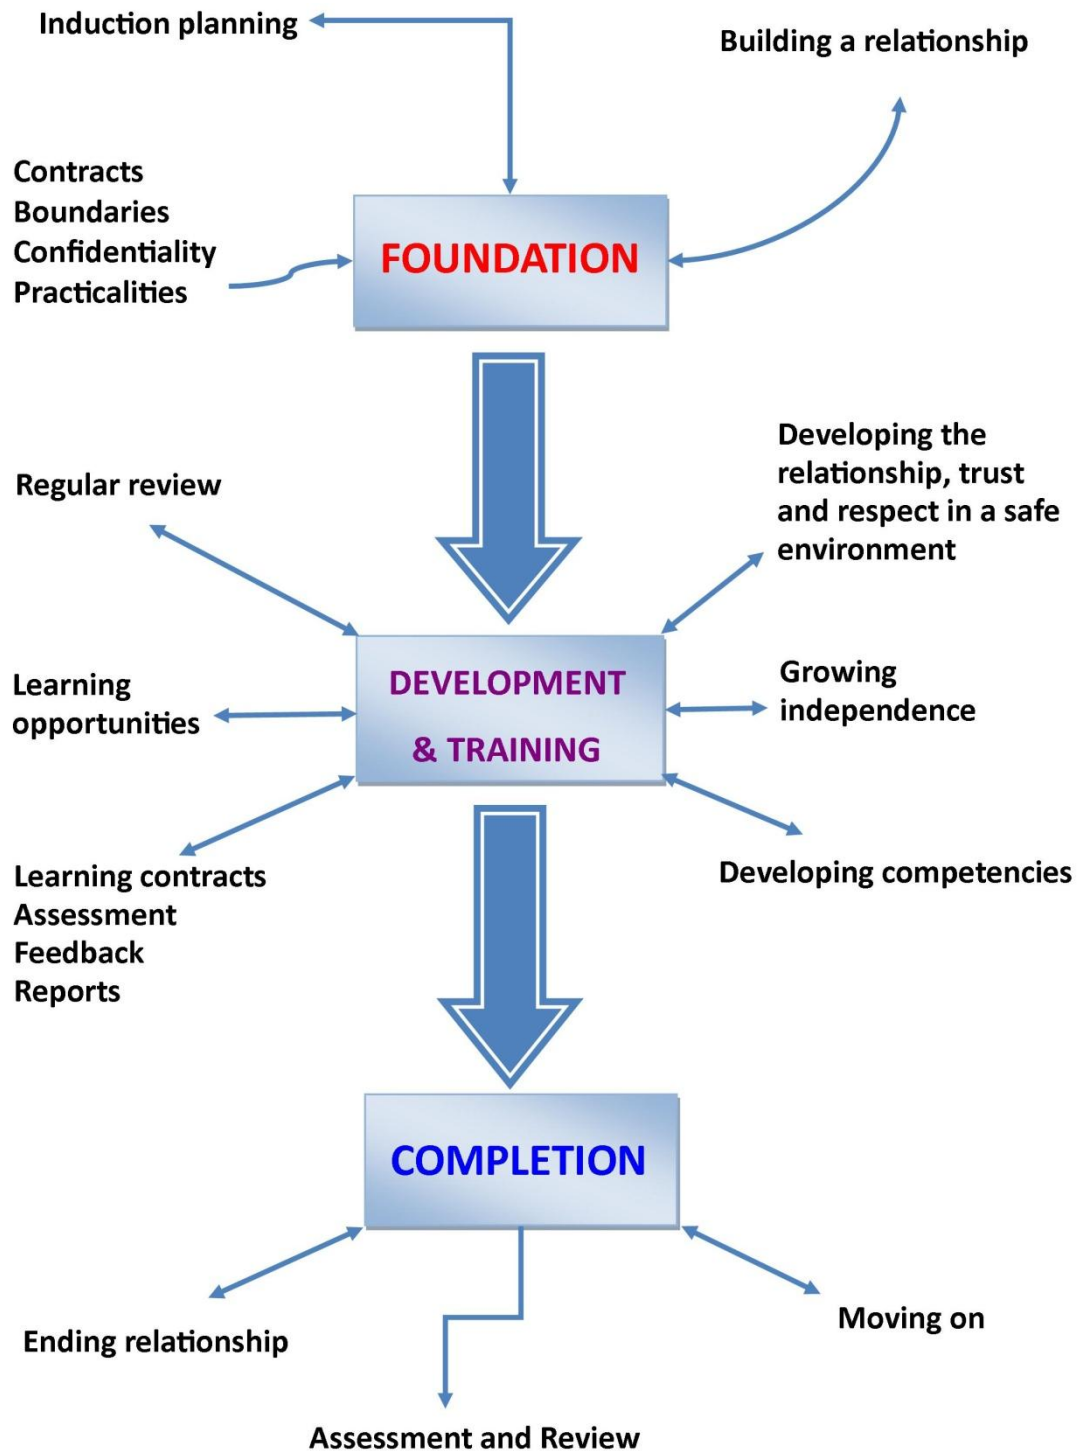 Induction planning
Building a relationship
Contracts
Boundaries
Confidentiality
Practicalities
FOUNDATION
Regular review
Developing the
relationship, trust
and respect in a safe
environment
Learning
opportunities
DEVELOPMENT
& TRAINING
Growing
independence
Learning contracts
Assessment
Feedback
Reports
Developing competencies
COMPLETION
Ending relationship
Moving on
Assessment and Review